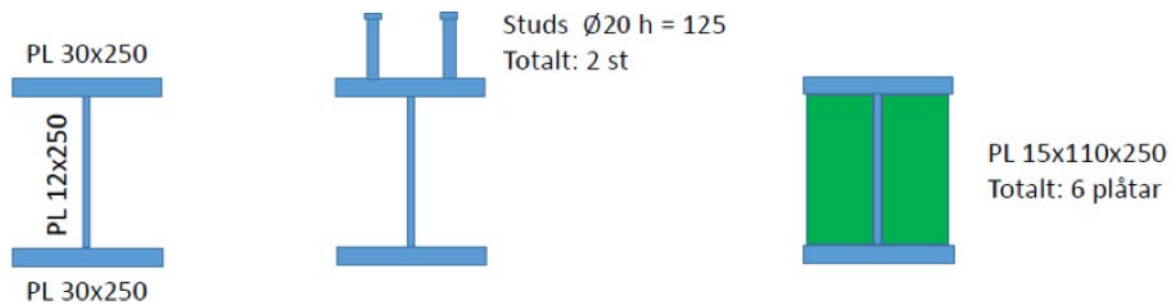 PL 30x250
PL 12x250
PL 30x250
Studs Ø20 h = 125
Totalt: 2 st
PL 15x110x250
Totalt: 6 plåtar